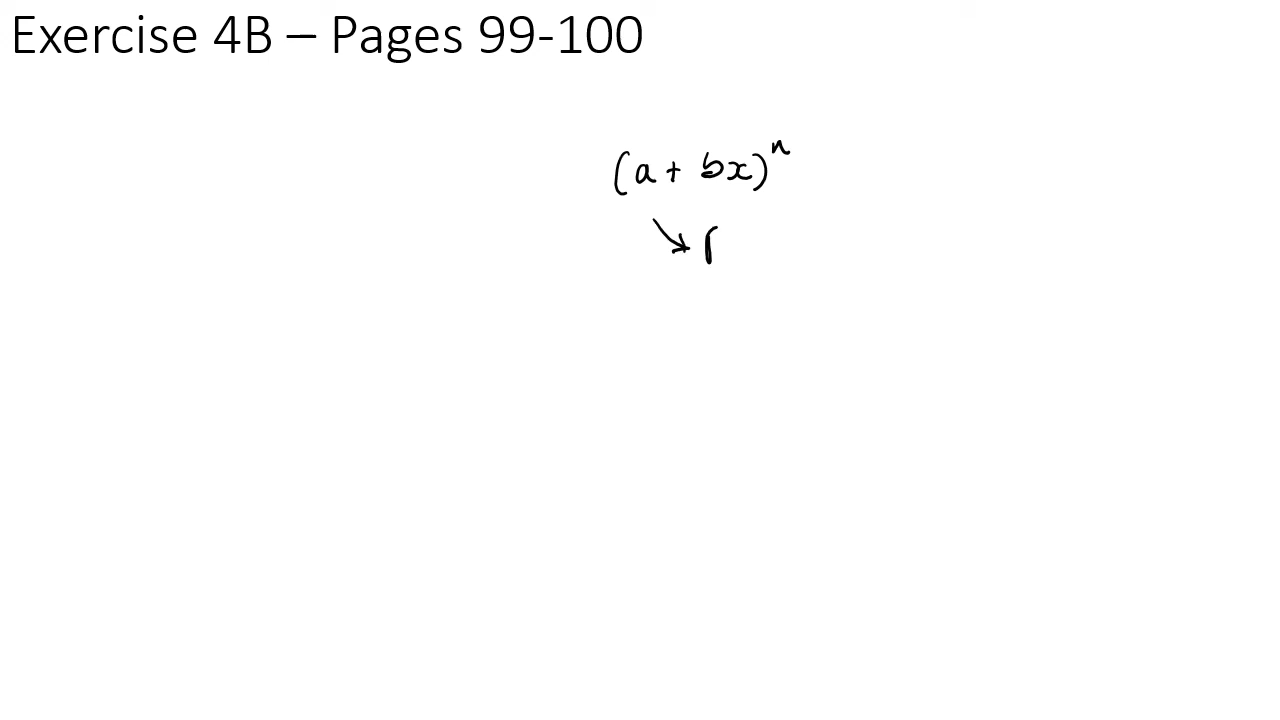 Exercise 4B – Pages 99-100
(a + bx)ⁿ